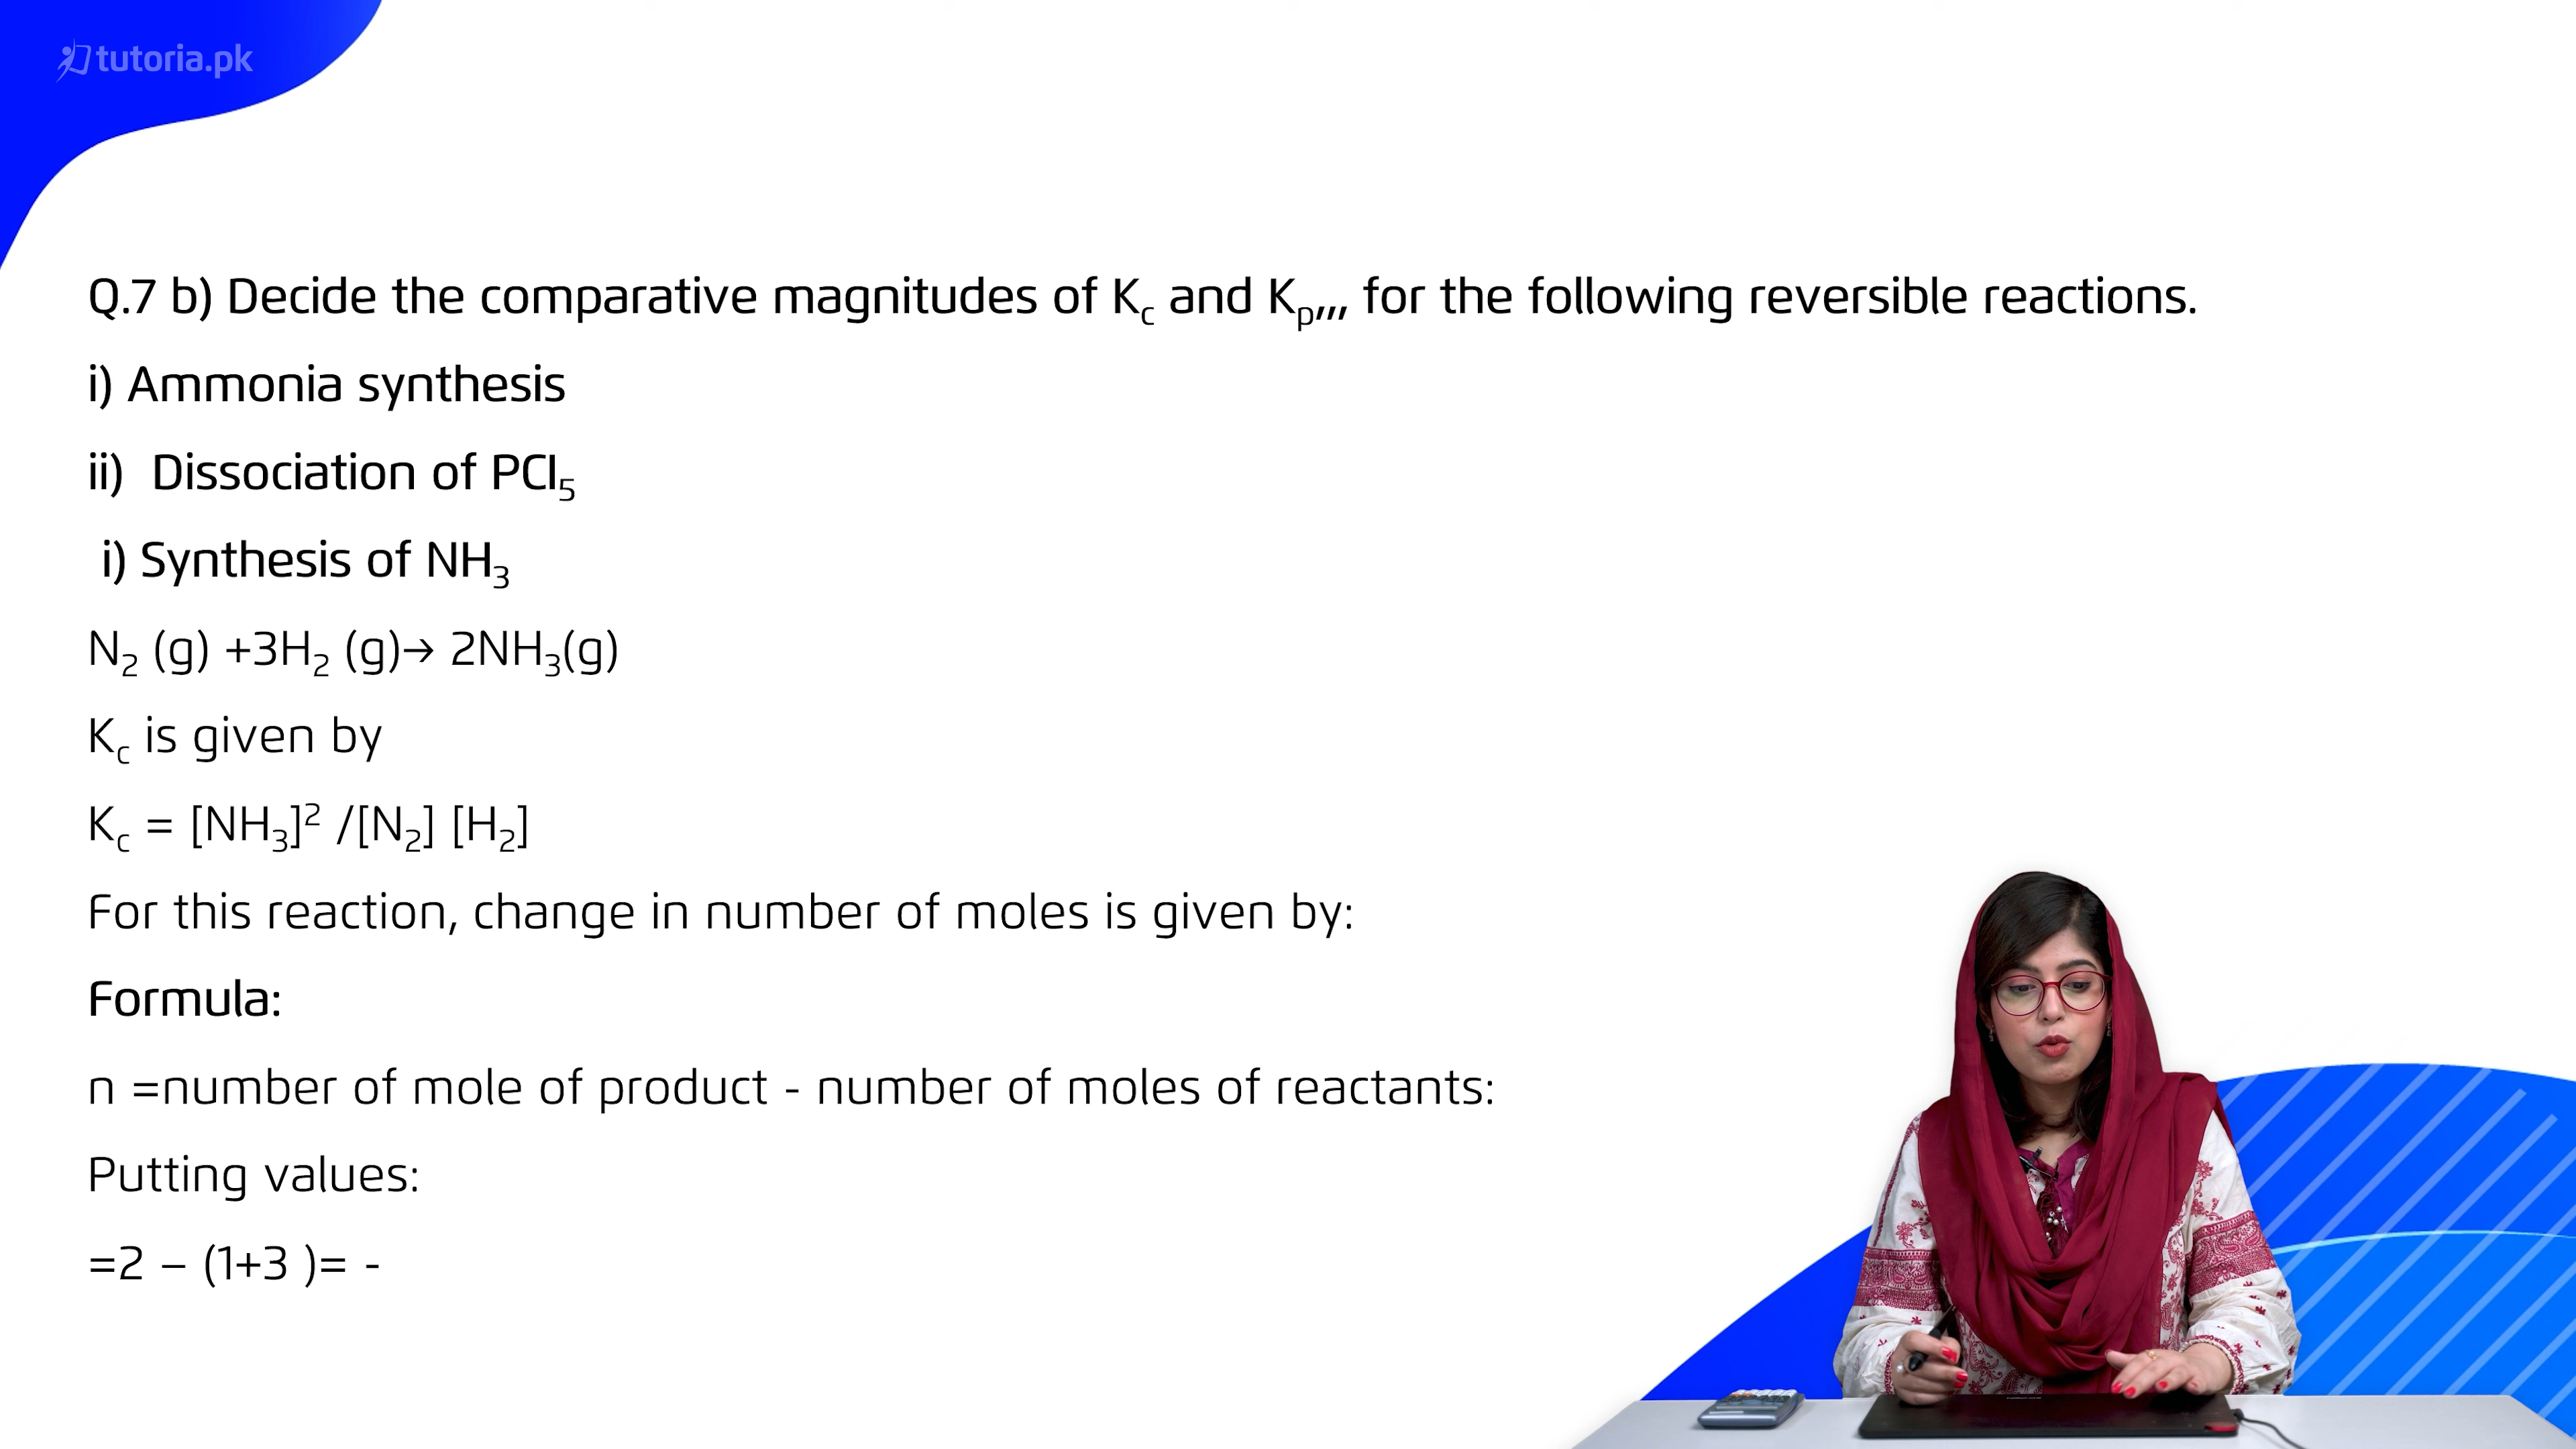 tutoria.pk
Q.7 b) Decide the comparative magnitudes of Kc and Kp,,, for the following reversible reactions.
i) Ammonia synthesis
ii) Dissociation of PCl₅
i) Synthesis of NH₃
N₂ (g) +3H₂ (g)→ 2NH₃(g)
Kc is given by
Kc = [NH₃]² /[N₂] [H₂]
For this reaction, change in number of moles is given by:
Formula:
n =number of mole of product - number of moles of reactants:
Putting values:
=2 – (1+3 )= -